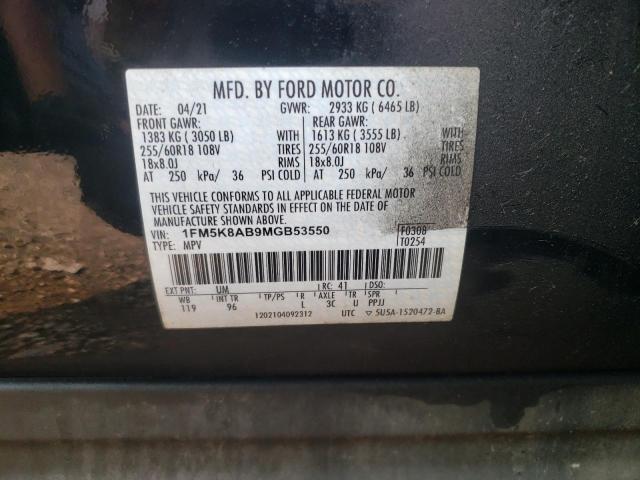 MFD. BY FORD MOTOR CO.
DATE: 04/21 GVWR: 2933 KG ( 6465 LB)
FRONT GAWR: REAR GAWR:
1383 KG ( 3050 LB) WITH 1613 KG ( 3555 LB) WITH
255/60R18 108V TIRES 255/60R18 108V TIRES
18x8.0J RIMS 18x8.0J RIMS
AT 250 kPa/ 36 PSI COLD AT 250 kPa/ 36 PSI COLD
THIS VEHICLE CONFORMS TO ALL APPLICABLE FEDERAL MOTOR
VEHICLE SAFETY STANDARDS IN EFFECT ON THE DATE OF
MANUFACTURE SHOWN ABOVE.
VIN: 1FM5K8AB9MGB53550 F0308
TYPE: MPV T0254
EXT PNT: UM RC: 41 DSO:
WB INT TR TP/PS R AXLE TR SPR
119 96 L 3C U PPJJ
1202104092312 UTC ▽ 5U5A-1520472-BA